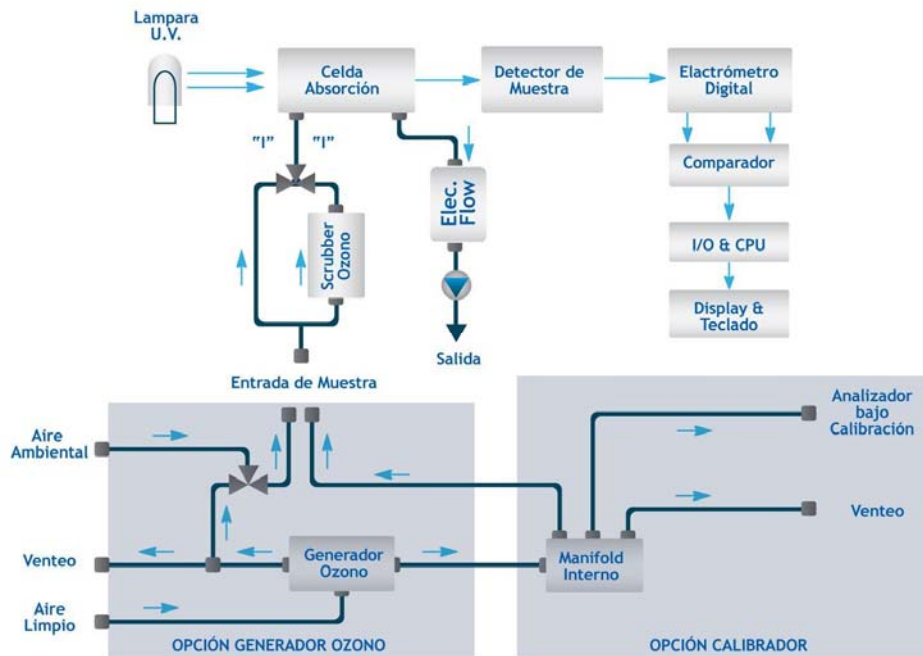 Lampara
U.V.
Celda
Absorción
Detector de
Muestra
Elactrómetro
Digital
"I"
"I"
Comparador
Elec.
Flow
Scrubber
Ozono
I/O & CPU
Display &
Teclado
Salida
Entrada de Muestra
Aire
Ambiental
Analizador
bajo
Calibración
Venteo
Generador
Ozono
Manifold
Interno
Venteo
Aire
Limpio
OPCIÓN GENERADOR OZONO
OPCIÓN CALIBRADOR